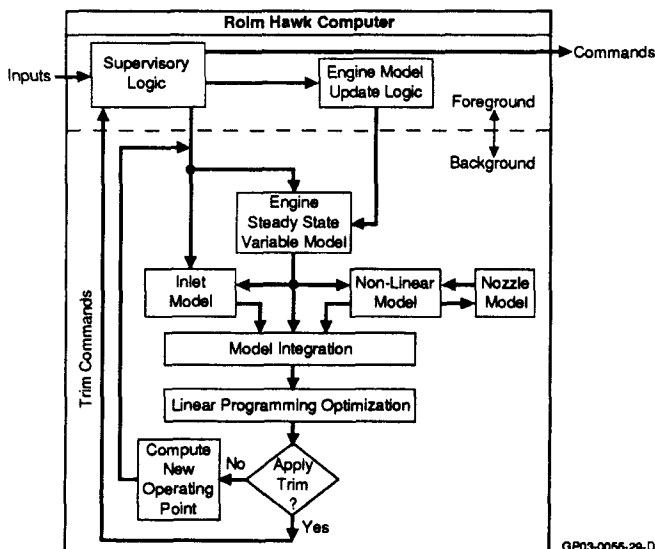 Rolm Hawk Computer
Inputs
Supervisory
Logic
Commands
Engine Model
Update Logic
Foreground
Background
Engine
Steady State
Variable Model
Inlet
Model
Non-Linear
Model
Nozzle
Model
Model Integration
Linear Programming Optimization
Trim Commands
Compute
New
Operating
Point
No
Apply
Trim
?
Yes
GP03-0055-29-D